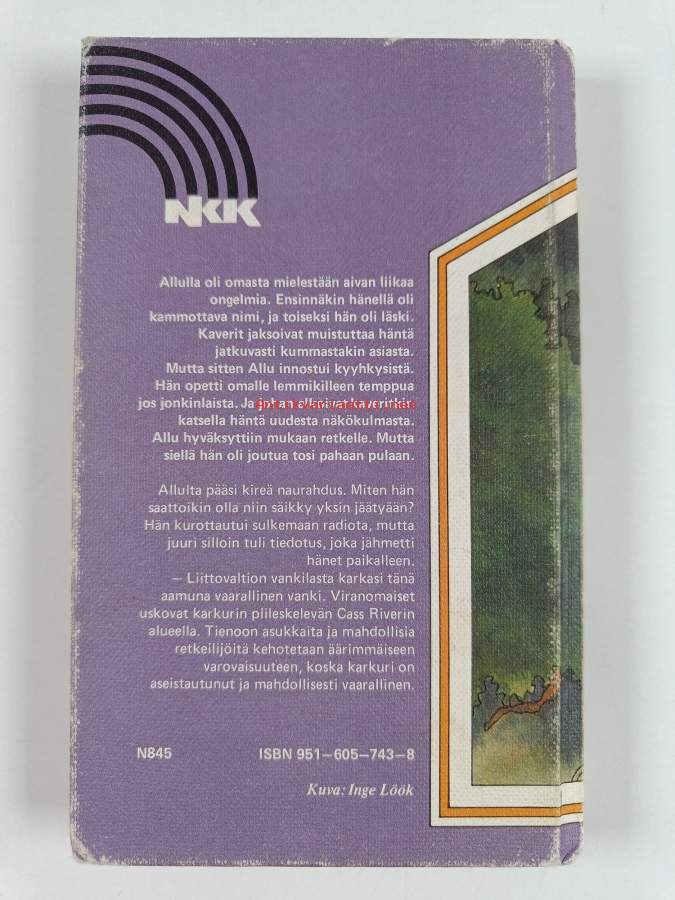 NKK
Allulla oli omasta mielestään aivan liikaa
ongelmia. Ensinnäkin hänellä oli
kammottava nimi, ja toiseksi hän oli läski.
Kaverit jaksoivat muistuttaa häntä
jatkuvasti kummastakin asiasta.
Mutta sitten Allu innostui kyyhkysistä.
Hän opetti omalle lemmikilleen temppua
jos jonkinlaista. Ja
katsella häntä uudesta näkökulmasta.
Allu hyväksyttiin mukaan retkelle. Mutta
siellä hän oli joutua tosi pahaan pulaan.
Allulta pääsi kireä naurahdus. Miten hän
saattoikin olla niin säikky yksin jäätyään?
Hän kurottautui sulkemaan radiota, mutta
juuri silloin tuli tiedotus, joka jähmetti
hänet paikalleen.
— Liittovaltion vankilasta karkasi tänä
aamuna vaarallinen vanki. Viranomaiset
uskovat karkurin piileskelevän Cass Riverin
alueella. Tienoon asukkaita ja mahdollisia
retkeilijöitä kehotetaan äärimmäiseen
varovaisuuteen, koska karkuri on
aseistautunut ja mahdollisesti vaarallinen.
N845 ISBN 951—605—743—8
Kuva: Inge Löök